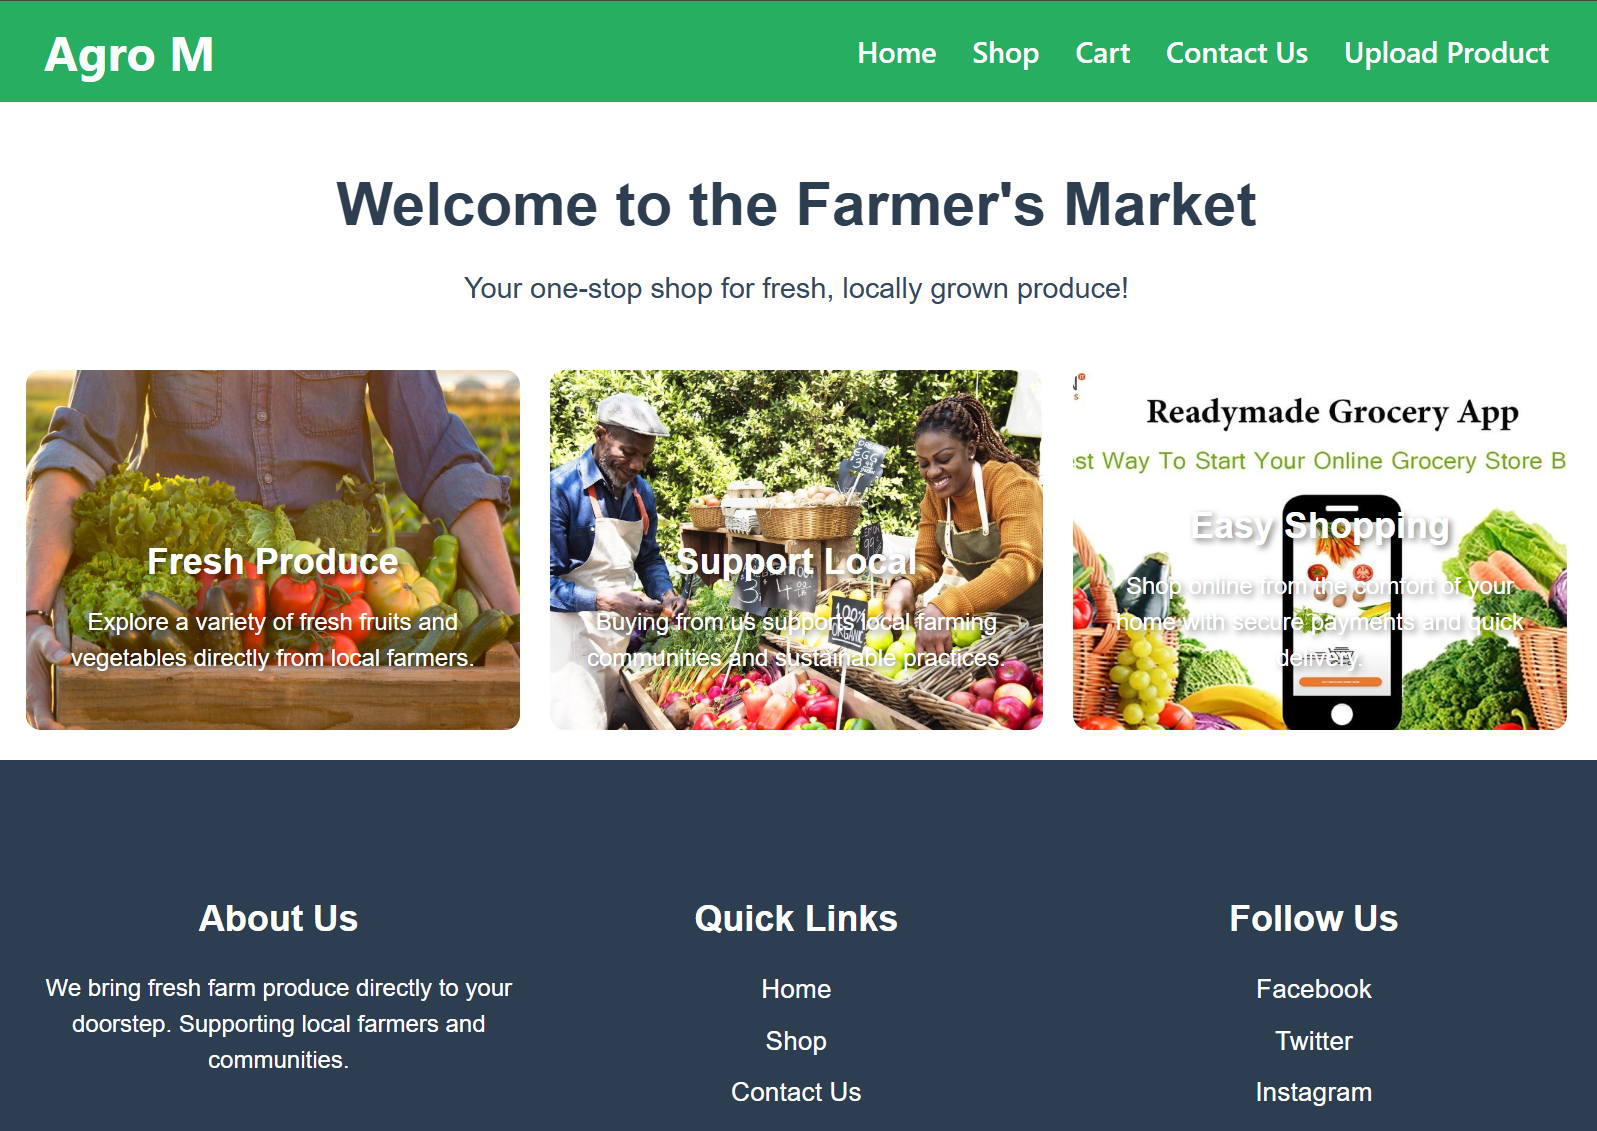 Agro M
Home Shop Cart Contact Us Upload Product
Welcome to the Farmer's Market
Your one-stop shop for fresh, locally grown produce!
Fresh Produce
Explore a variety of fresh fruits and
vegetables directly from local farmers.
EGG
Support Local
3 4
100%
ORGANIC
Buying from us supports local farming
communities and sustainable practices.
Readymade Grocery App
st Way To Start Your Online Grocery Store B
Easy Shopping
Shop online from the comfort of your
home with secure payments and quick
delivery.
About Us
We bring fresh farm produce directly to your
doorstep. Supporting local farmers and
communities.
Quick Links
Home
Shop
Contact Us
Follow Us
Facebook
Twitter
Instagram